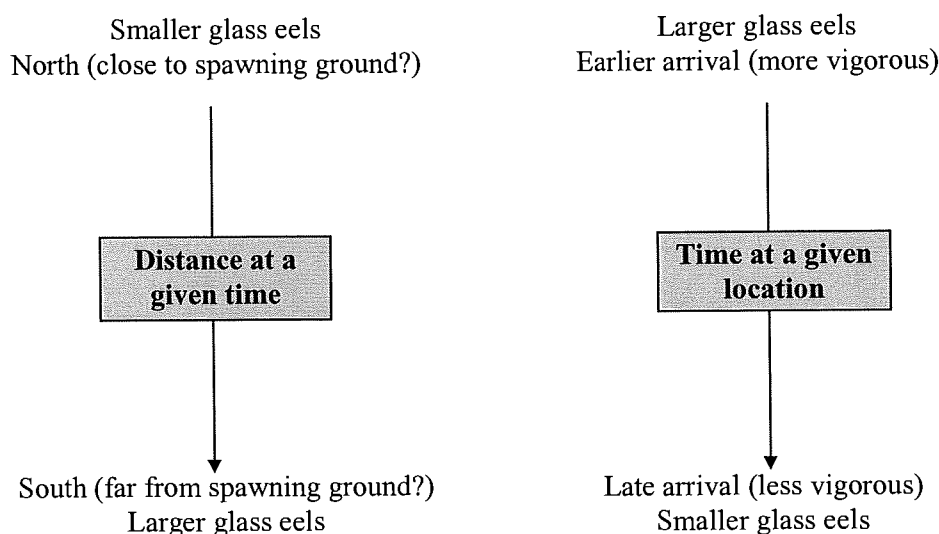 Smaller glass eels
North (close to spawning ground?)
Distance at a
given time
South (far from spawning ground?)
Larger glass eels
Larger glass eels
Earlier arrival (more vigorous)
Time at a given
location
Late arrival (less vigorous)
Smaller glass eels